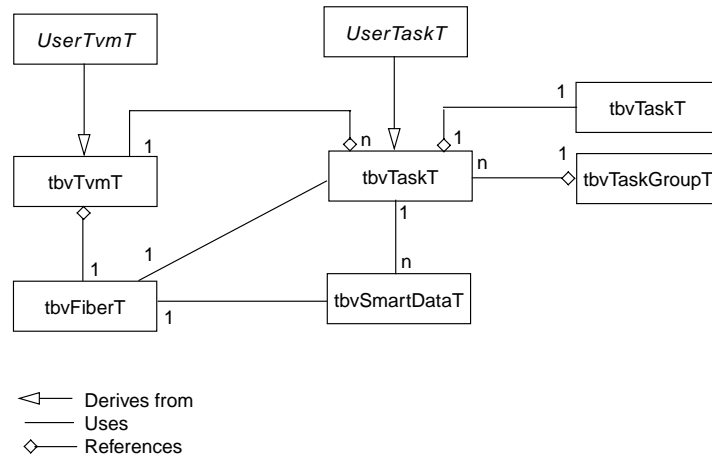 UserTvmT
UserTaskT
1
tbvTaskT
1
n
1
n
1
tbvTvmT
tbvTaskT
tbvTaskGroupT
1
1
1
n
tbvFiberT
1
tbvSmartDataT
Derives from
Uses
References